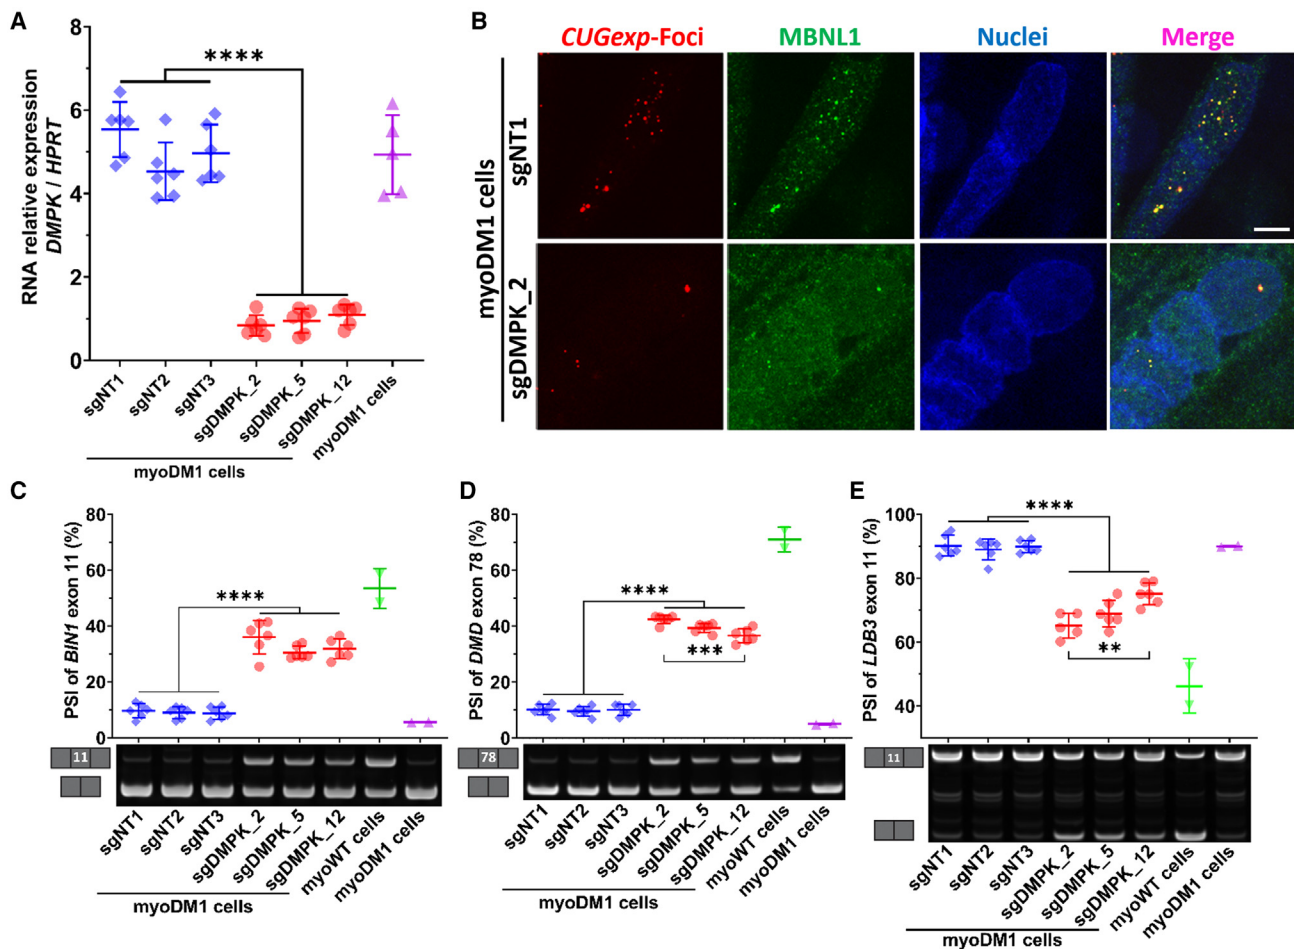 A
RNA relative expression
DMPK / HPRT
8
6
4
2
0
****
sgNT1
sgNT2
sgNT3
sgDMPK_2
sgDMPK_5
sgDMPK_12
myoDM1 cells
myoDM1 cells
B
CUGexp-Foci
MBNL1
Nuclei
Merge
myoDM1 cells
sgNT1
sgDMPK_2
C
PSI of BIN1 exon 11 (%)
80
60
40
20
0
****
11
sgNT1
sgNT2
sgNT3
sgDMPK_2
sgDMPK_5
sgDMPK_12
myoWT cells
myoDM1 cells
myoDM1 cells
D
PSI of DMD exon 78 (%)
80
60
40
20
0
****
***
78
sgNT1
sgNT2
sgNT3
sgDMPK_2
sgDMPK_5
sgDMPK_12
myoWT cells
myoDM1 cells
myoDM1 cells
E
PSI of LDB3 exon 11 (%)
100
80
60
40
****
**
11
sgNT1
sgNT2
sgNT3
sgDMPK_2
sgDMPK_5
sgDMPK_12
myoWT cells
myoDM1 cells
myoDM1 cells